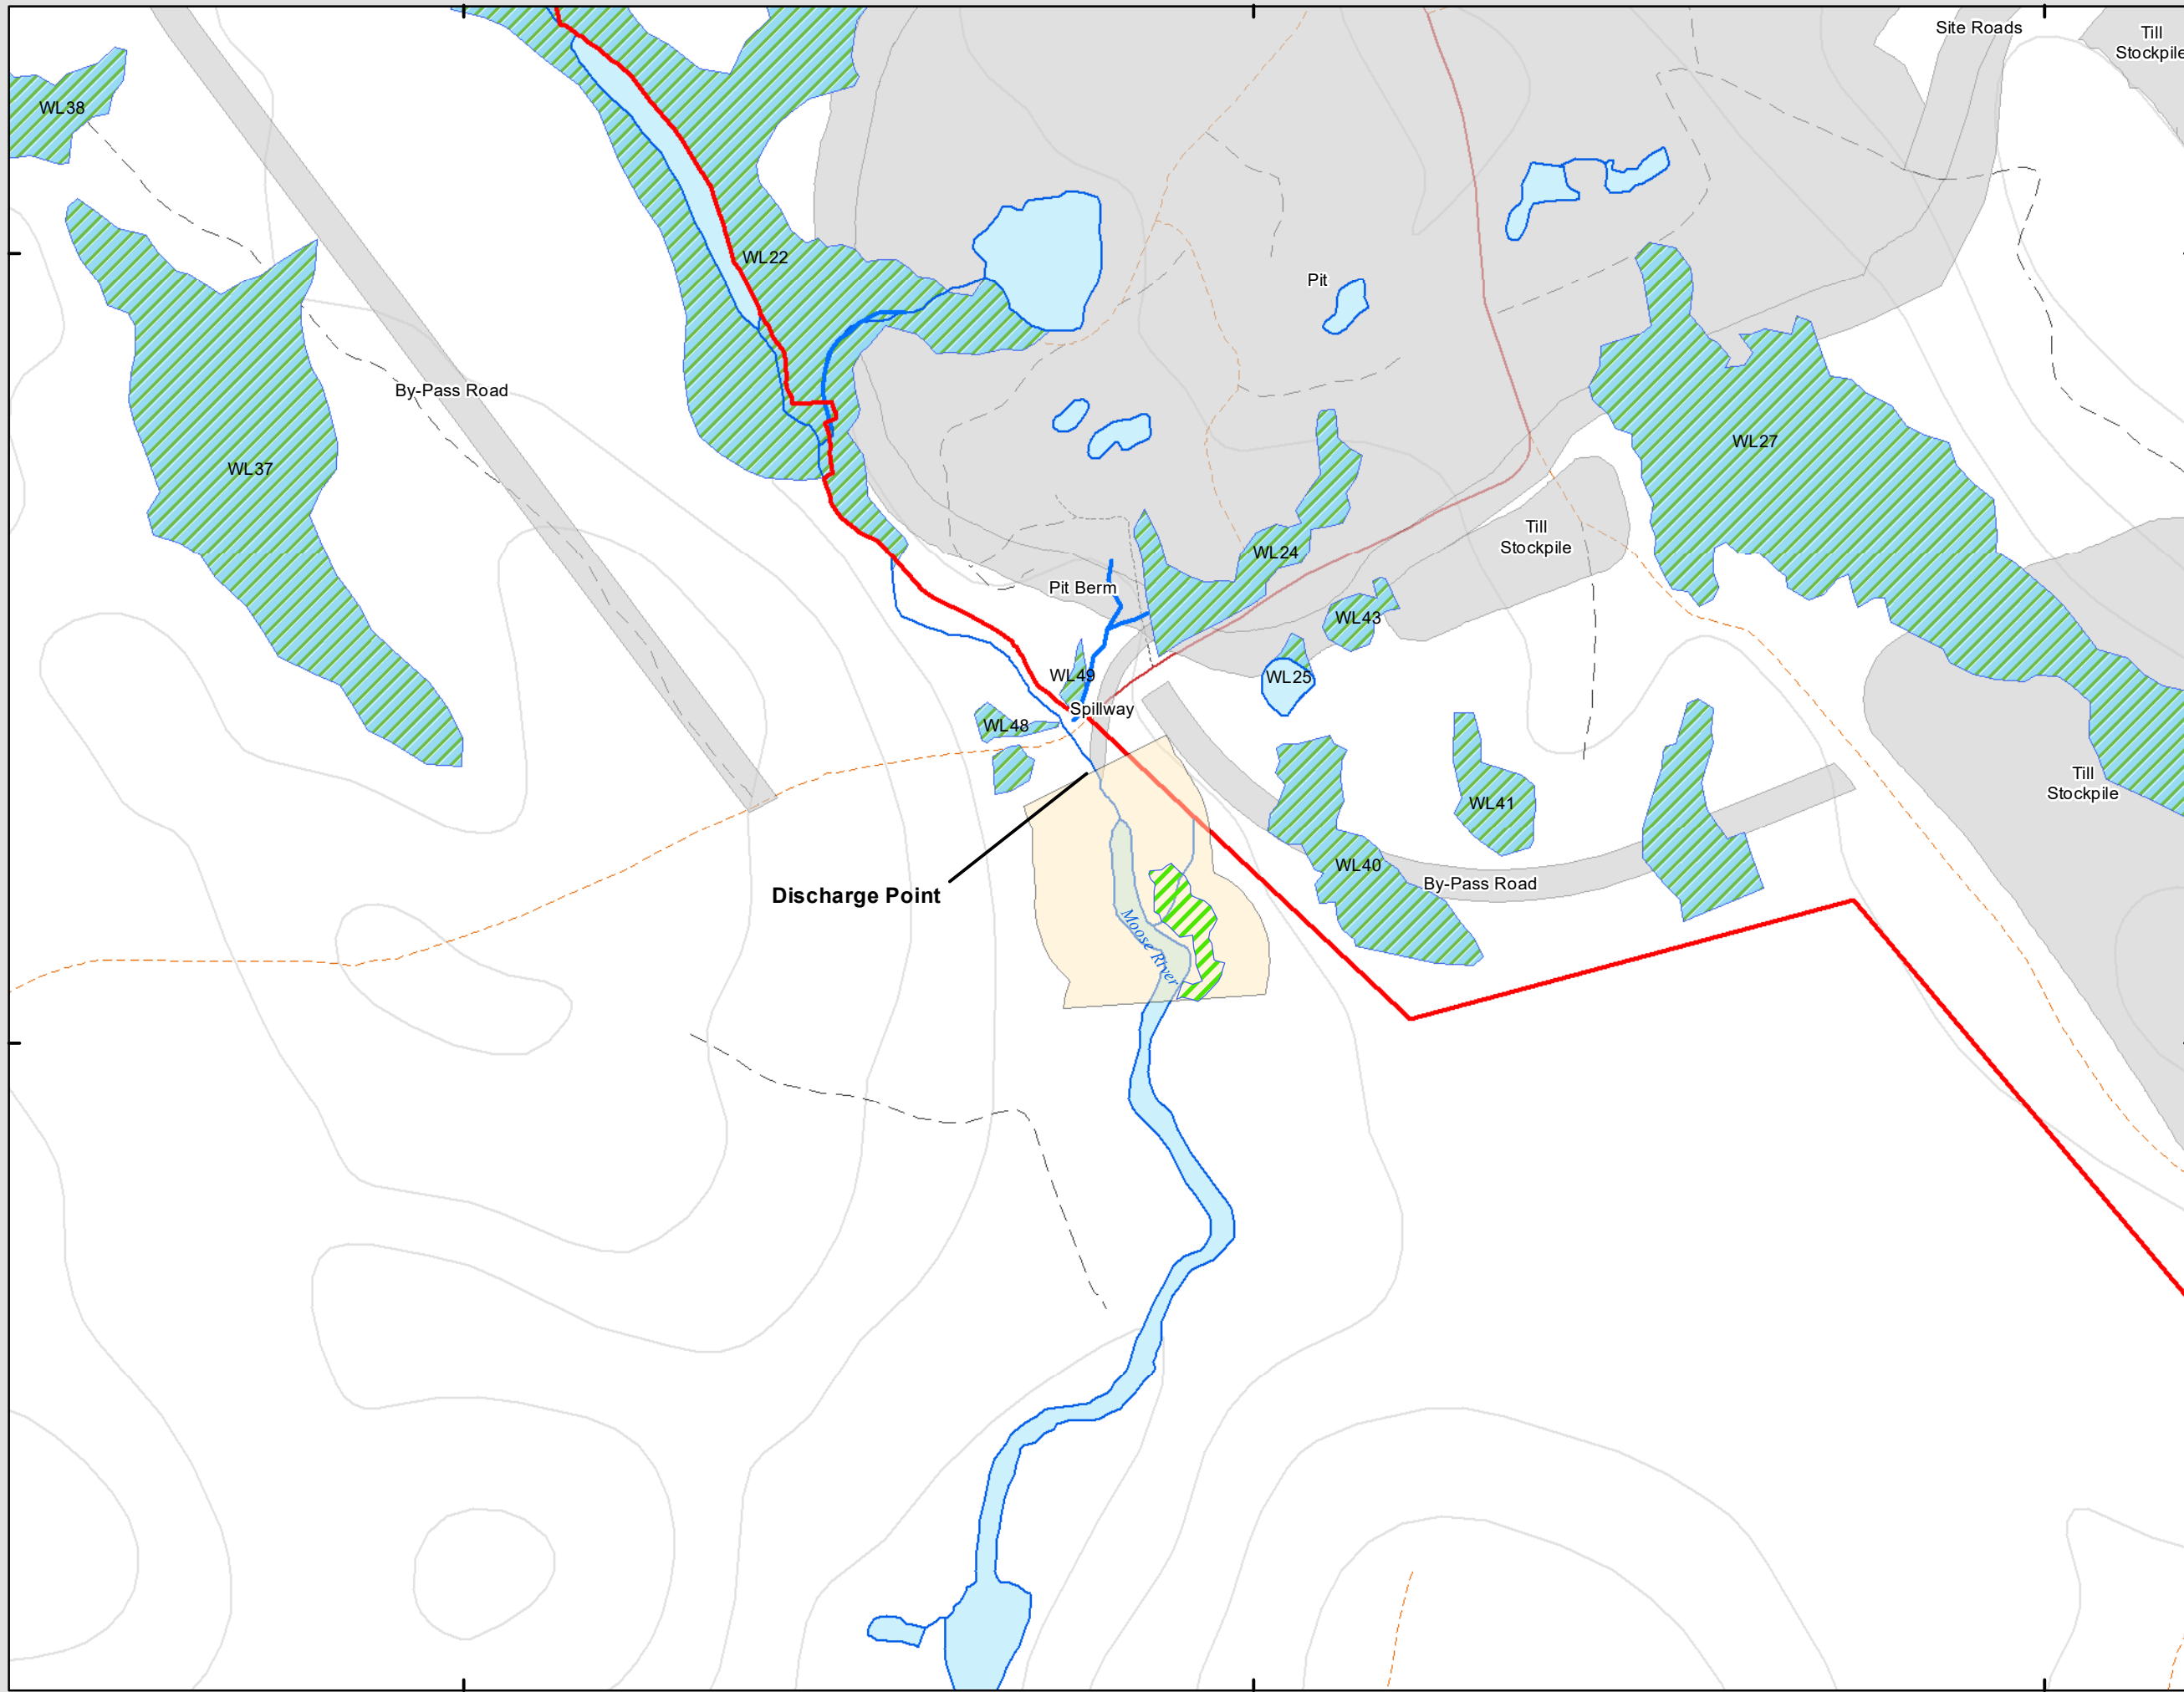 Site Roads
Till
Stockpile
WL38
WL22
Pit
By-Pass Road
WL27
WL37
Till
Stockpile
WL24
Pit Berm
WL43
WL49
WL25
Spillway
WL48
Till
Stockpile
WL41
WL40
By-Pass Road
Discharge Point
Moose River